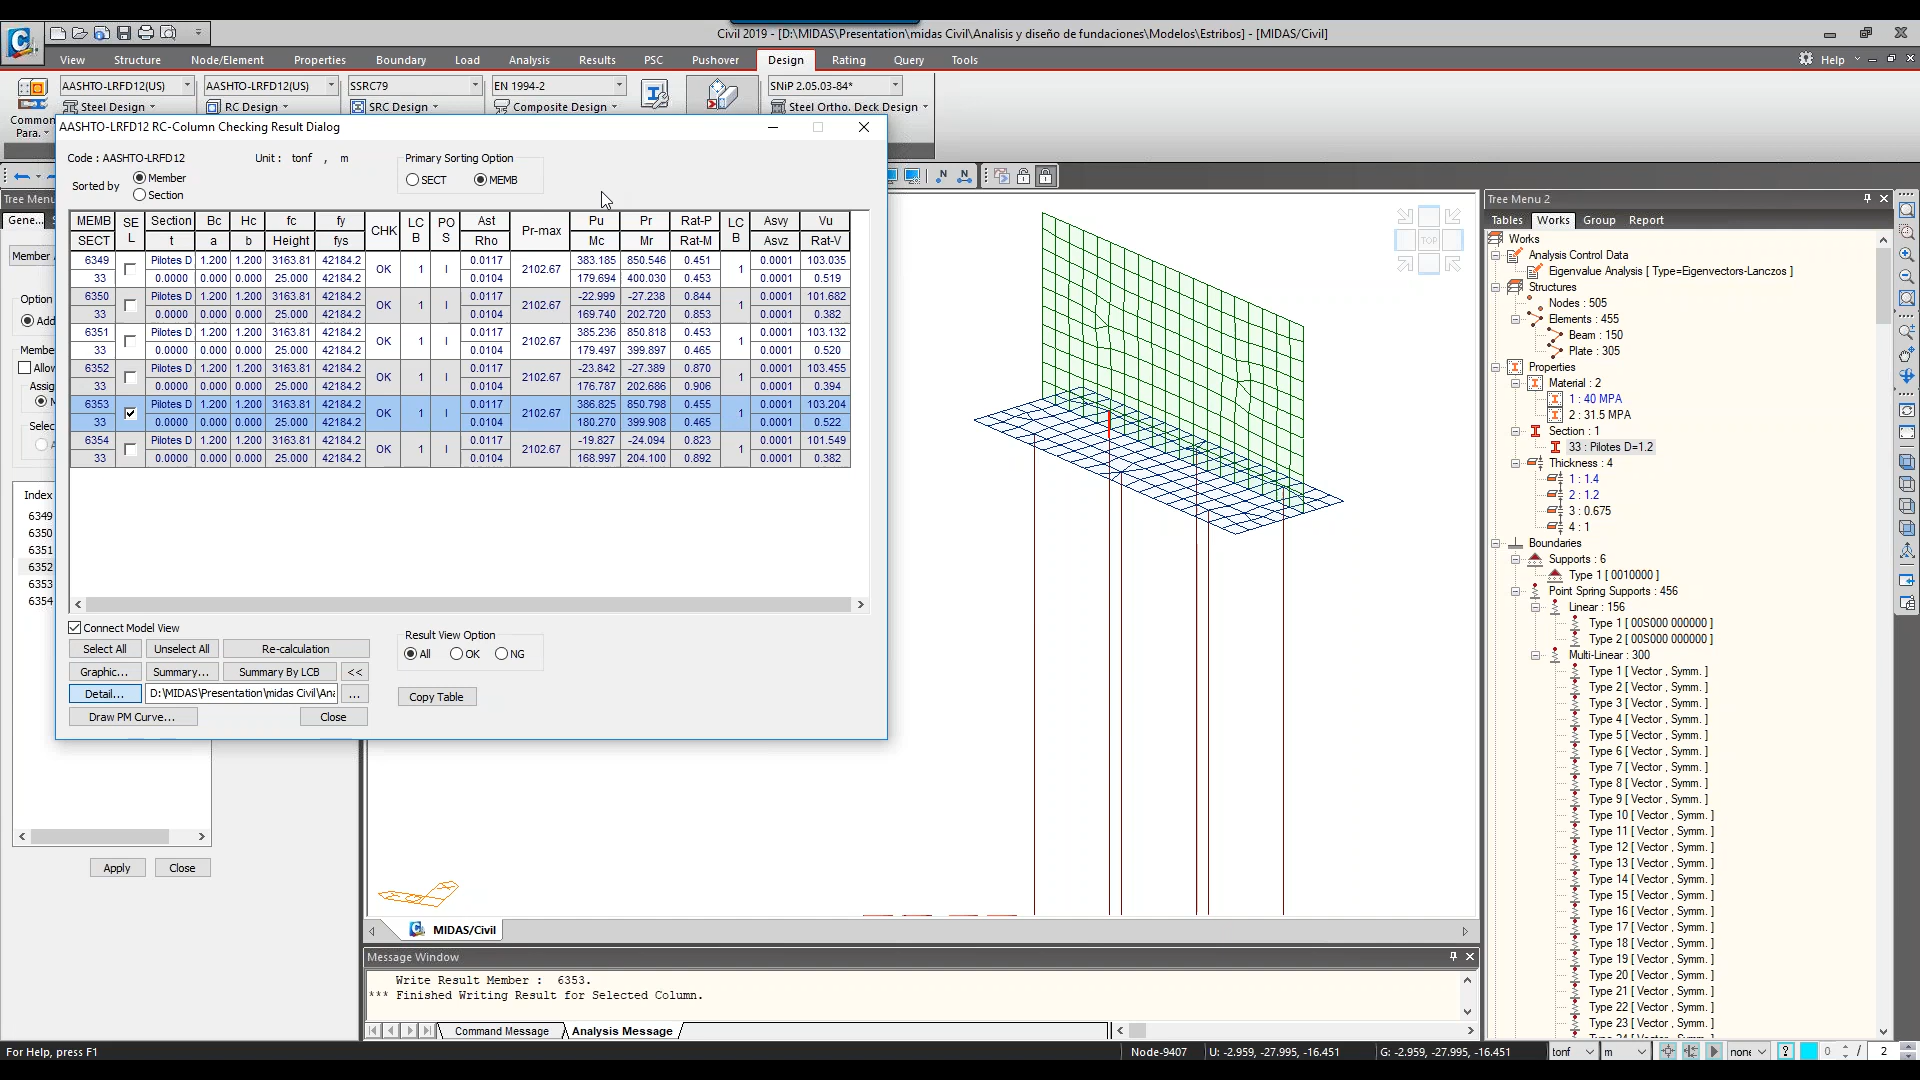 Civil 2019 - [D:\MIDAS\Presentation\midas Civil\Analisis y diseño de fundaciones\Modelos\Estribos] - [MIDAS/Civil]
View Structure Node/Element Properties Boundary Load Analysis Results PSC Pushover Design Rating Query Tools Help
AASHTO-LRFD12(US) AASHTO-LRFD12(US) SSRC79 EN 1994-2 SNiP 2.05.03-84*
Steel Design RC Design SRC Design Composite Design Steel Ortho. Deck Design
Common
Para.
AASHTO-LRFD12 RC-Column Checking Result Dialog
Code : AASHTO-LRFD12 Unit : tonf , m
Primary Sorting Option
Sorted by Member
Section
SECT MEMB
MEMB SE L Section Bc Hc fc fy CHK LC B PO S Ast Pr-max Pu Pr Rat-P LC B Asvy Vu
SECT t a b Height fys Rho Mc Mr Rat-M Asvz Rat-V
6349 Pilotes D 1.200 1.200 3163.81 42184.2 OK 1 I 0.0117 2102.67 383.185 850.546 0.451 1 0.0001 103.035
33 0.0000 0.000 0.000 25.000 42184.2 0.0104 179.694 400.030 0.453 0.0001 0.519
6350 Pilotes D 1.200 1.200 3163.81 42184.2 OK 1 I 0.0117 2102.67 -22.999 -27.238 0.844 1 0.0001 101.682
33 0.0000 0.000 0.000 25.000 42184.2 0.0104 169.740 202.720 0.853 0.0001 0.382
6351 Pilotes D 1.200 1.200 3163.81 42184.2 OK 1 I 0.0117 2102.67 385.236 850.818 0.453 1 0.0001 103.132
33 0.0000 0.000 0.000 25.000 42184.2 0.0104 179.497 399.897 0.465 0.0001 0.520
6352 Pilotes D 1.200 1.200 3163.81 42184.2 OK 1 I 0.0117 2102.67 -23.842 -27.389 0.870 1 0.0001 103.455
33 0.0000 0.000 0.000 25.000 42184.2 0.0104 176.787 202.686 0.906 0.0001 0.394
6353 Pilotes D 1.200 1.200 3163.81 42184.2 OK 1 I 0.0117 2102.67 386.825 850.798 0.455 1 0.0001 103.204
33 0.0000 0.000 0.000 25.000 42184.2 0.0104 180.270 399.908 0.465 0.0001 0.522
6354 Pilotes D 1.200 1.200 3163.81 42184.2 OK 1 I 0.0117 2102.67 -19.827 -24.094 0.823 1 0.0001 101.549
33 0.0000 0.000 0.000 25.000 42184.2 0.0104 168.997 204.100 0.892 0.0001 0.382
Connect Model View
Select All Unselect All Re-calculation
Graphic... Summary... Summary By LCB <<
Detail... D:\MIDAS\Presentation\midas Civil\Ana ...
Draw PM Curve... Close
Result View Option
All OK NG
Copy Table
Tree Menu
Gene...
Member
Option
Add
Member
Allow
Assig
Selec
Index
6349
6350
6351
6352
6353
6354
Apply Close
TOP
MIDAS/Civil
Message Window
Write Result Member : 6353.
*** Finished Writing Result for Selected Column.
Command Message Analysis Message
Tree Menu 2
Tables Works Group Report
Works
Analysis Control Data
Eigenvalue Analysis [ Type=Eigenvectors-Lanczos ]
Structures
Nodes : 505
Elements : 455
Beam : 150
Plate : 305
Properties
Material : 2
1 : 40 MPA
2 : 31.5 MPA
Section : 1
33 : Pilotes D=1.2
Thickness : 4
1 : 1.4
2 : 1.2
3 : 0.675
4 : 1
Boundaries
Supports : 6
Type 1 [ 0010000 ]
Point Spring Supports : 456
Linear : 156
Type 1 [ 00S000 000000 ]
Type 2 [ 00S000 000000 ]
Multi-Linear : 300
Type 1 [ Vector , Symm. ]
Type 2 [ Vector , Symm. ]
Type 3 [ Vector , Symm. ]
Type 4 [ Vector , Symm. ]
Type 5 [ Vector , Symm. ]
Type 6 [ Vector , Symm. ]
Type 7 [ Vector , Symm. ]
Type 8 [ Vector , Symm. ]
Type 9 [ Vector , Symm. ]
Type 10 [ Vector , Symm. ]
Type 11 [ Vector , Symm. ]
Type 12 [ Vector , Symm. ]
Type 13 [ Vector , Symm. ]
Type 14 [ Vector , Symm. ]
Type 15 [ Vector , Symm. ]
Type 16 [ Vector , Symm. ]
Type 17 [ Vector , Symm. ]
Type 18 [ Vector , Symm. ]
Type 19 [ Vector , Symm. ]
Type 20 [ Vector , Symm. ]
Type 21 [ Vector , Symm. ]
Type 22 [ Vector , Symm. ]
Type 23 [ Vector , Symm. ]
For Help, press F1 Node-9407 U: -2.959, -27.995, -16.451 G: -2.959, -27.995, -16.451 tonf m none ? 0 / 2